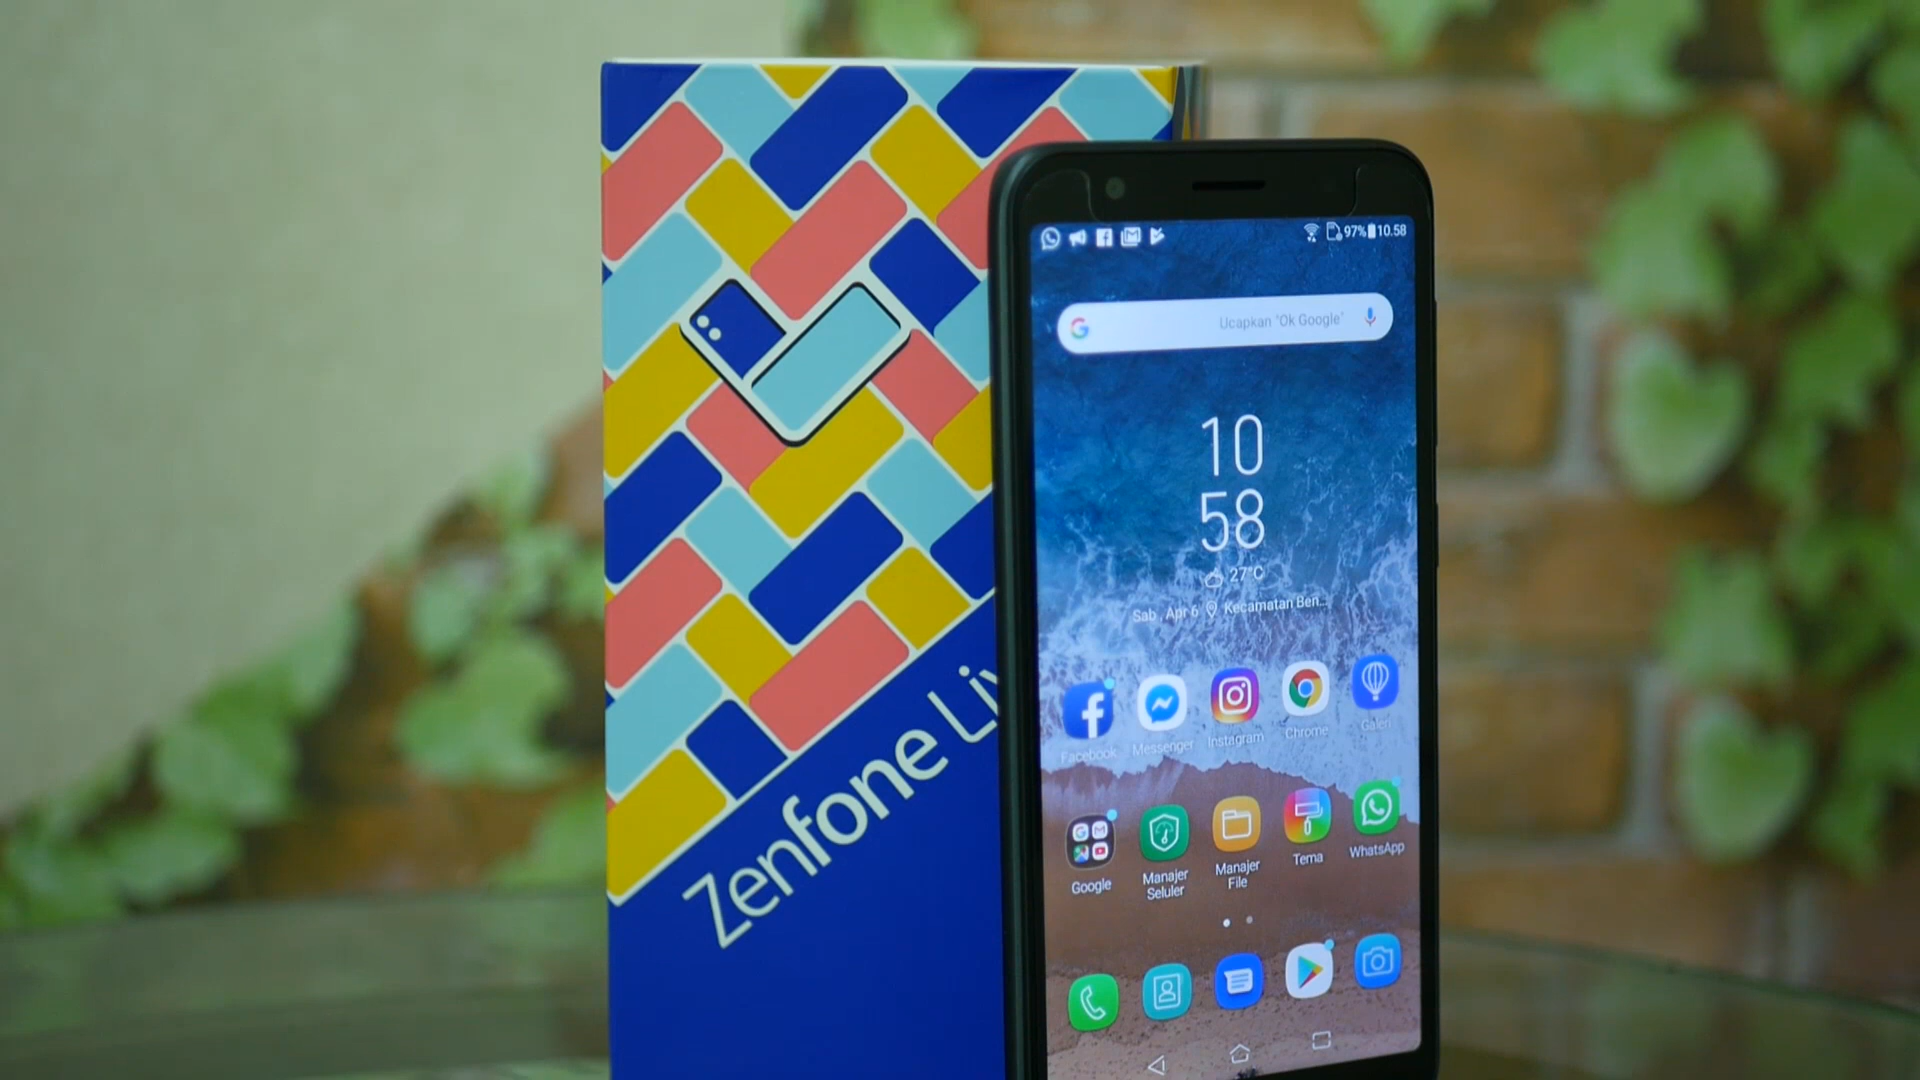 Zenfone Liv
97% 10.58
Ucapkan "Ok Google"
10
58
27°C
Sab, Apr 6 Kecamatan Ben...
Facebook Messenger Instagram Chrome Galeri
Google Manajer Seluler Manajer File Tema WhatsApp